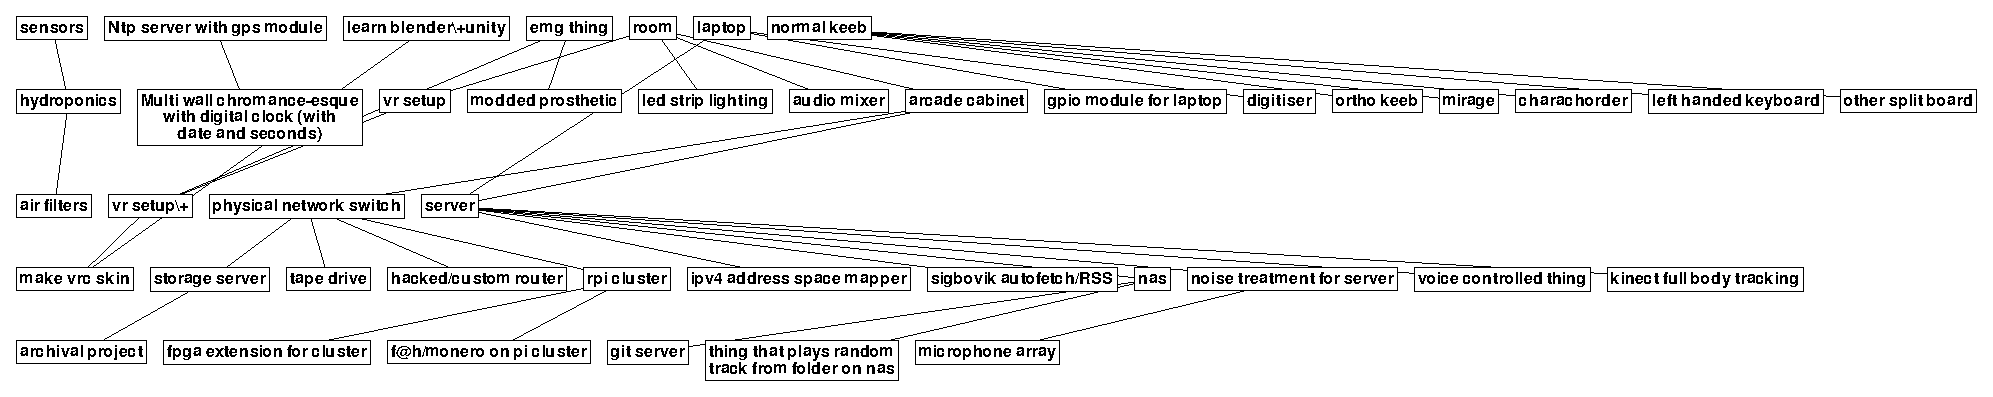 sensors
Ntp server with gps module
learn blender\+unity
emg thing
room
laptop
normal keeb
hydroponics
Multi wall chromance-esque
with digital clock (with
date and seconds)
vr setup
modded prosthetic
led strip lighting
audio mixer
arcade cabinet
gpio module for laptop
digitiser
ortho keeb
mirage
charachorder
left handed keyboard
other split board
air filters
vr setup\+
physical network switch
server
make vrc skin
storage server
tape drive
hacked/custom router
rpi cluster
ipv4 address space mapper
sigbovik autofetch/RSS
nas
noise treatment for server
voice controlled thing
kinect full body tracking
archival project
fpga extension for cluster
f@h/monero on pi cluster
git server
thing that plays random
track from folder on nas
microphone array